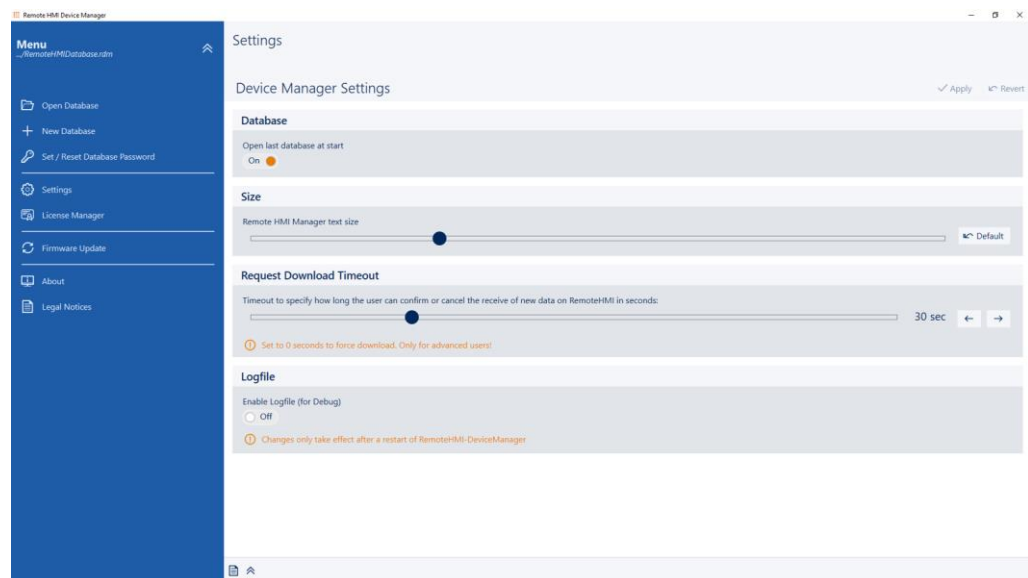 Remote HMI Device Manager
Menu
.../RemoteHMIDatabase.rdm
Open Database
New Database
Set / Reset Database Password
Settings
License Manager
Firmware Update
About
Legal Notices
Settings
Device Manager Settings
Apply
Revert
Database
Open last database at start
On
Size
Remote HMI Manager text size
Default
Request Download Timeout
Timeout to specify how long the user can confirm or cancel the receive of new data on RemoteHMI in seconds:
30 sec
Set to 0 seconds to force download. Only for advanced users!
Logfile
Enable Logfile (for Debug)
Off
Changes only take effect after a restart of RemoteHMI-DeviceManager